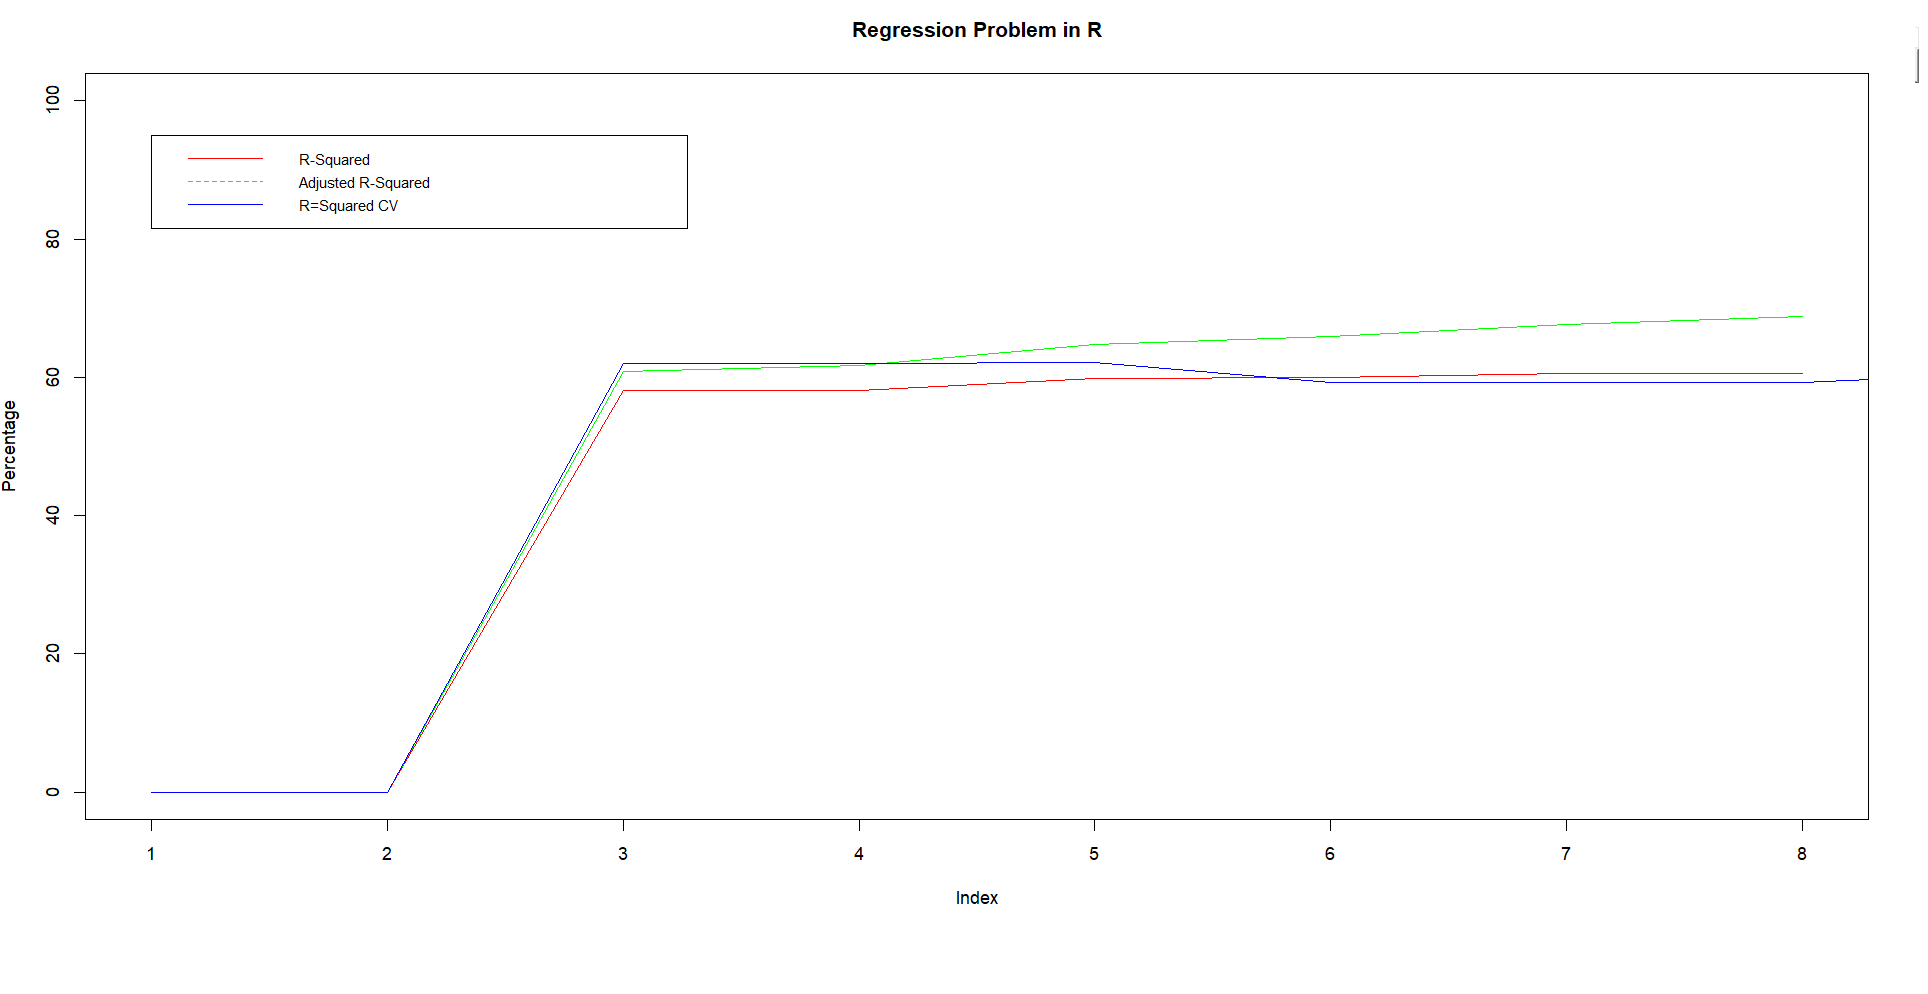 Regression Problem in R
100
80
60
40
20
0
Percentage
R-Squared
Adjusted R-Squared
R=Squared CV
1 2 3 4 5 6 7 8
Index